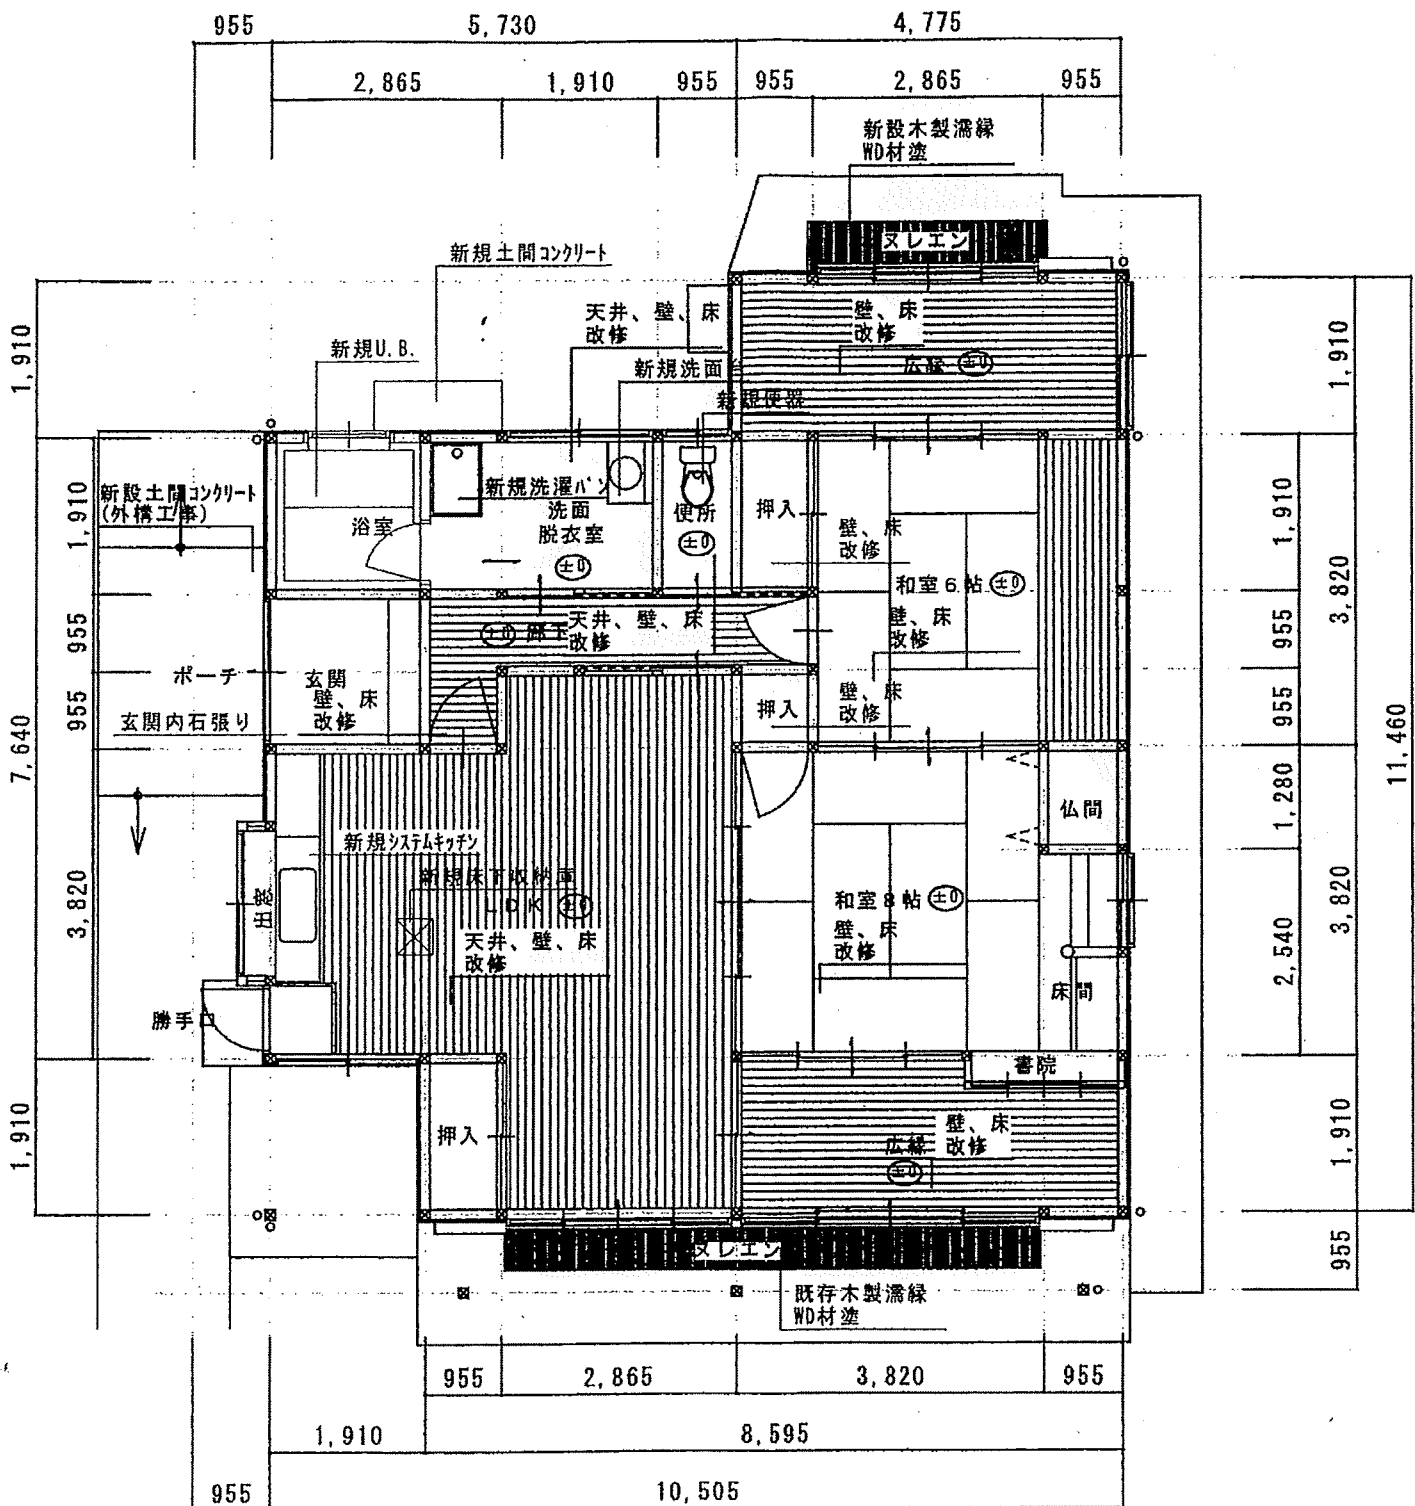 955
5,730
4,775
2,865
1,910
955
955
2,865
955
新設木製濡縁
WD材塗
ヌレエン
新規土間コンクリート
天井、壁、床
改修
壁、床
改修
新規U.B.
新規洗面
広縁 ±0
新規便器
1,910
1,910
新設土間コンクリート
(外構工事)
浴室
新規洗濯パン
洗面
脱衣室
±0
便所
±0
押入
壁、床
改修
和室6帖 ±0
壁、床
改修
1,910
1,910
3,820
±0 廊下
天井、壁、床
改修
955
955
ポーチ
玄関
壁、床
改修
押入
壁、床
改修
955
955
玄関内石張り
7,640
11,460
仏間
1,280
新規システムキッチン
新規床下収納庫
LDK ±0
出窓
和室8帖 ±0
壁、床
改修
天井、壁、床
改修
3,820
3,820
2,540
床間
勝手口
書院
押入
壁、床
改修
広縁
±0
1,910
1,910
ヌレエン
955
既存木製濡縁
WD材塗
955
2,865
3,820
955
1,910
8,595
955
10,505